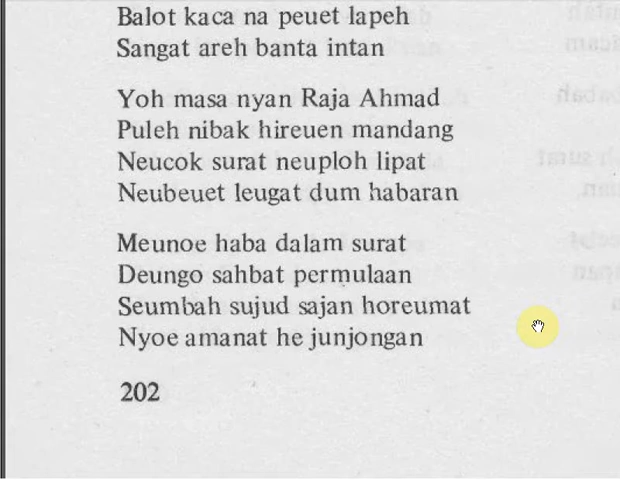 Balot kaca na peuet lapeh
Sangat areh banta intan
Yoh masa nyan Raja Ahmad
Puleh nibak hireuen mandang
Neucok surat neuploh lipat
Neubeuet leugat dum habaran
Meunoe haba dalam surat
Deungo sahbat permulaan
Seumbah sujud sajan horeumat
Nyoe amanat he junjongan
202